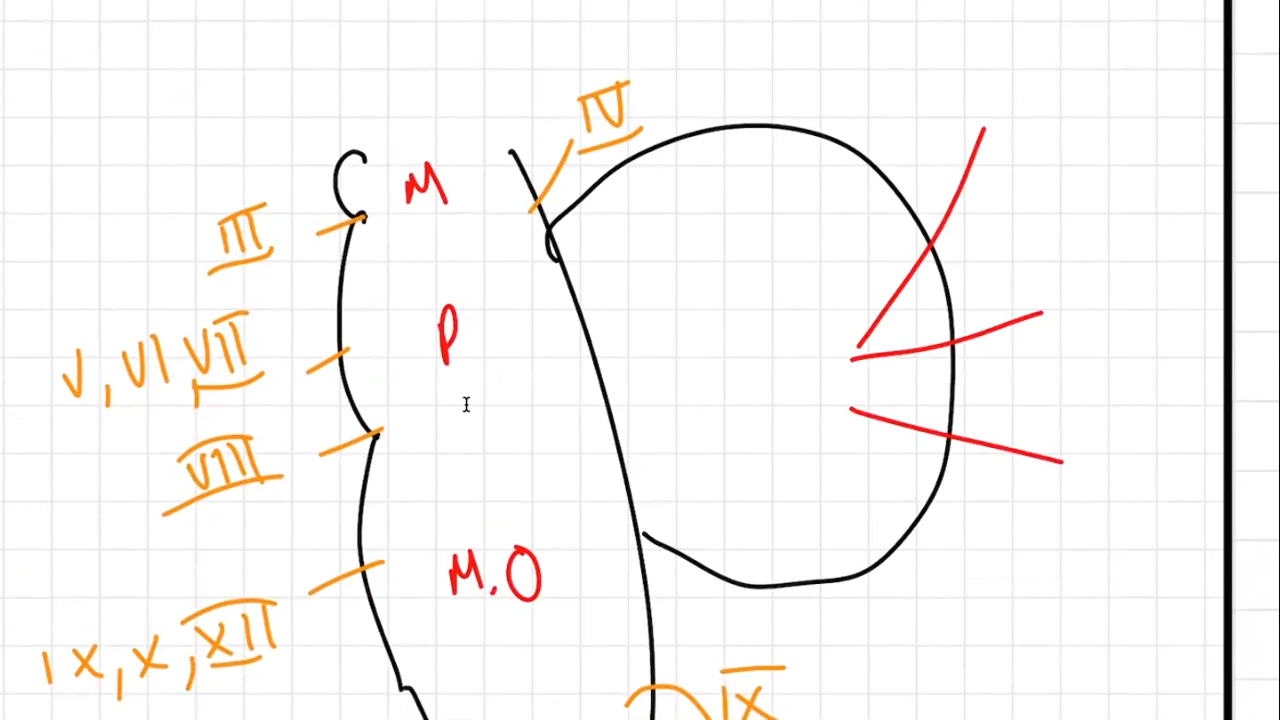 IV
M
III
P
V, VI VII
VIII
M.O
IX, X, XII
IX